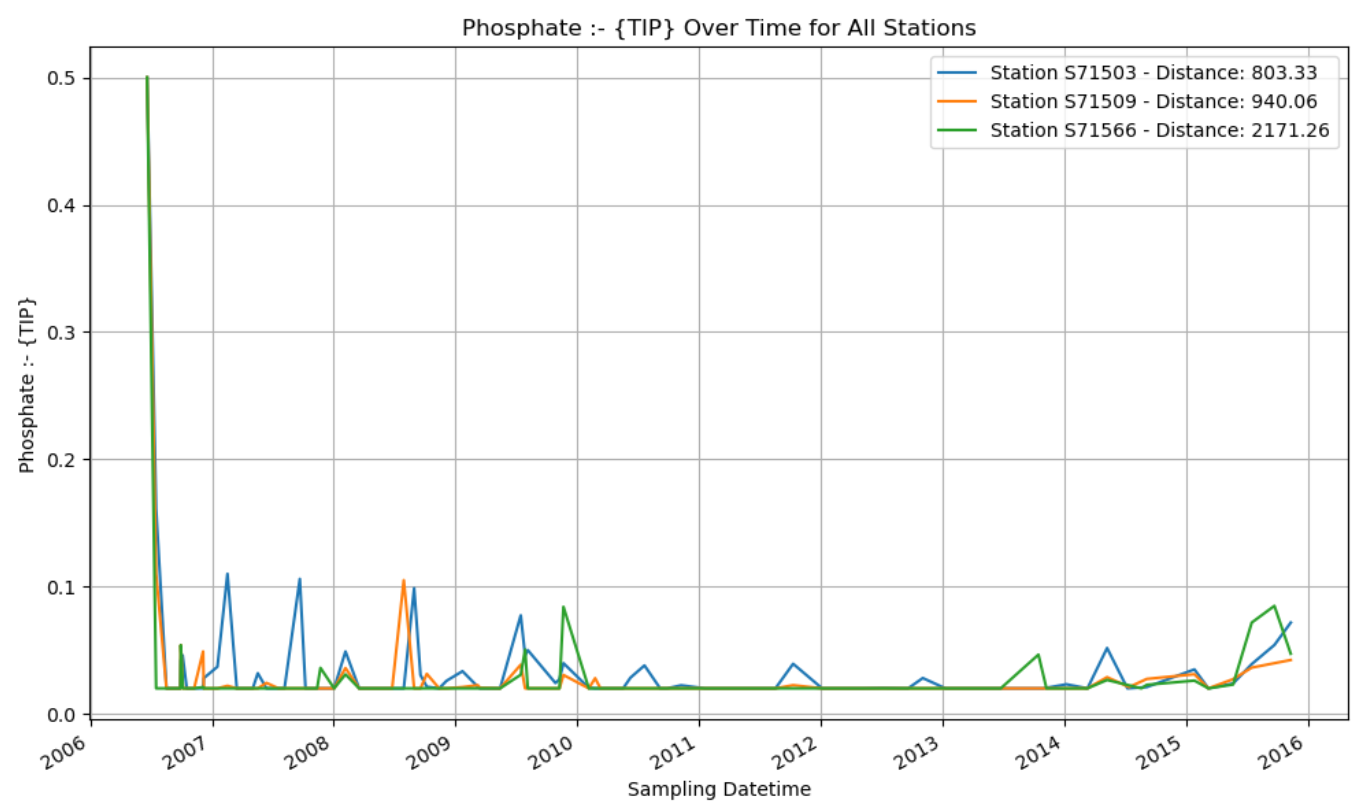 Phosphate :- {TIP} Over Time for All Stations
Station S71503 - Distance: 803.33
Station S71509 - Distance: 940.06
Station S71566 - Distance: 2171.26
Phosphate :- {TIP}
0.5
0.4
0.3
0.2
0.1
0.0
2006 2007 2008 2009 2010 2011 2012 2013 2014 2015 2016
Sampling Datetime